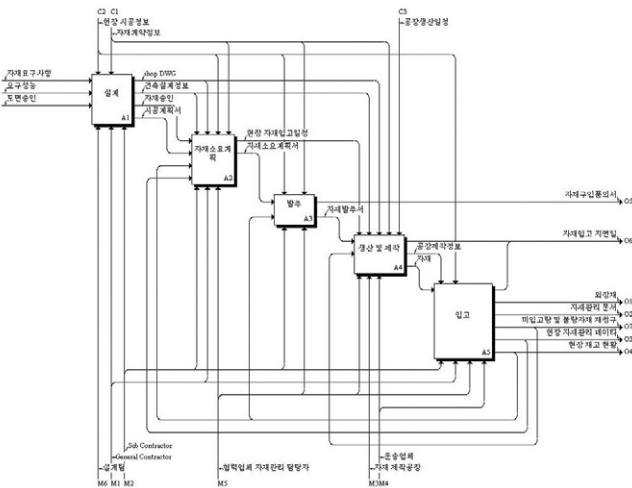 C2 C1
C3
현장 시공정보
공장생산일정
자재계약정보
자재요구사항
요구성능
도면승인
설계
A1
shop DWG
건축설계정보
자재승인
시공계획서
자재소요계획
A2
현장 자재입고일정
자재소요계획서
발주
A3
자재발주서
자재구입품의서
생산 및 제작
A4
공장제작정보
자재
자재입고 지연일
O6
입고
A5
외장재
O1
자재관리 문서
O2
미입고량 및 불량자재 재청구
현장 자재관리 데이터
현장 재고 현황
O4
Sub Contractor
General Contractor
설계팀
협력업체 자재관리 담당자
운송업체
자재 제작공장
M6 M1 M2
M5
M3 M4